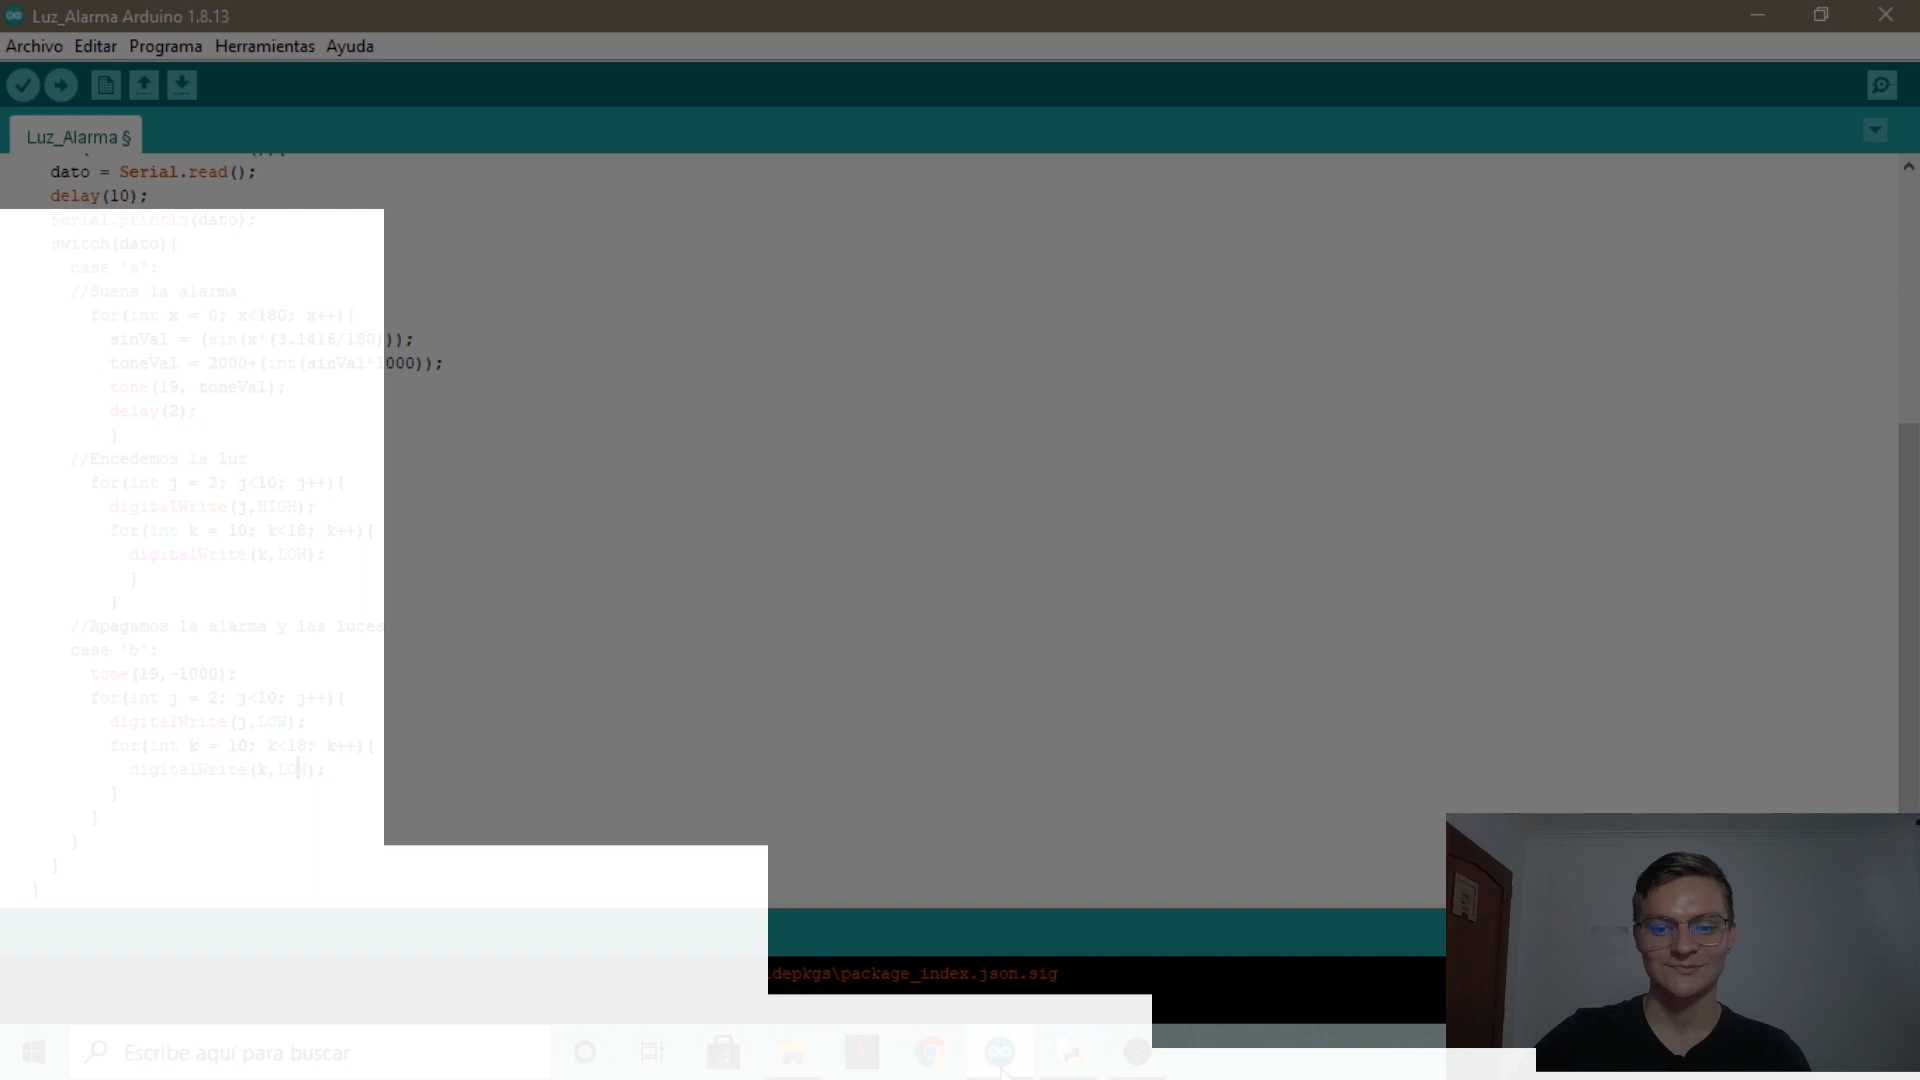 Luz_Alarma Arduino 1.8.13
Archivo Editar Programa Herramientas Ayuda
Luz_Alarma §
dato = Serial.read();
delay(10);
Serial.println(dato);
switch(dato){
case 'a':
//Suena la alarma
for(int x = 0; x<180; x++){
sinVal = (sin(x*(3.1416/180)));
toneVal = 2000+(int(sinVal*1000));
tone(19, toneVal);
delay(2);
}
//Encedemos la luz
for(int j = 2; j<10; j++){
digitalWrite(j,HIGH);
for(int k = 10; k<18; k++){
digitalWrite(k,LOW);
}
}
//Apagamos la alarma y las luces
case 'b':
tone(19,-1000);
for(int j = 2; j<10; j++){
digitalWrite(j,LOW);
for(int k = 10; k<18; k++){
digitalWrite(k,LOW);
}
}
}
}
}
idepkgs\package_index.json.sig
Escribe aquí para buscar